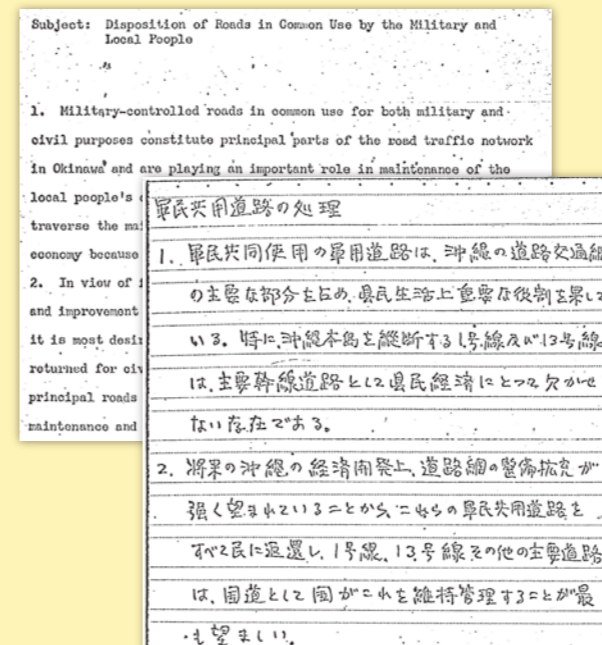 Subject: Disposition of Roads in Common Use by the Military and
Local People
1. Military-controlled roads in common use for both military and
civil purposes constitute principal parts of the road traffic network
in Okinawa and are playing an important role in maintenance of the
local people's
traverse the
economy because
2. In view of
and improvement
it is most
returned for
principal roads
maintenance and
軍民共用道路の処理
1. 軍民共同使用の軍用道路は、沖縄の道路交通網
の主要な部分を占め、県民生活上重要な役割を果して
いる。特に沖縄本島を縦断する1号線及び13号線
は、主要幹線道路として県民経済にとって欠かせ
ない存在である。
2. 将来の沖縄の経済開発上、道路網の整備拡充が
強く望まれていることから、これらの軍民共用道路を
すべて民に返還し、1号線、13号線その他の主要道路
は、国道として国がこれを維持管理することが最
も望ましい。